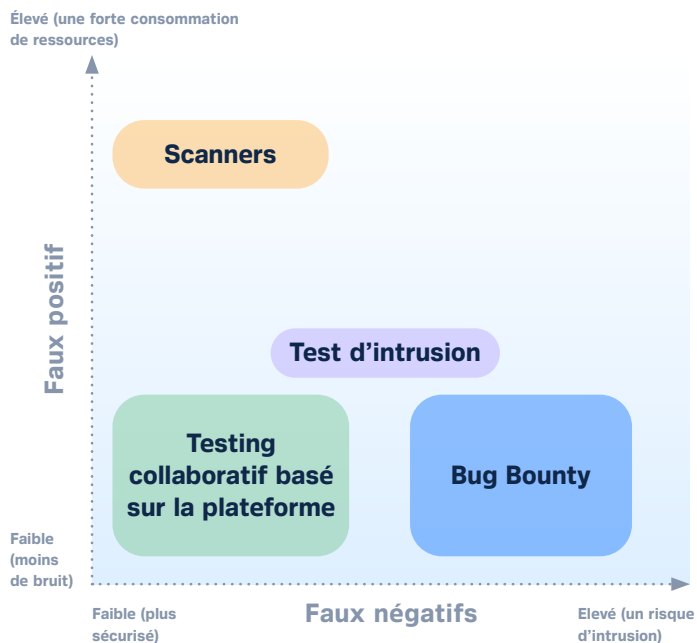 Élevé (une forte consommation
de ressources)
Scanners
Faux positif
Test d’intrusion
Testing
collaboratif basé
sur la plateforme
Bug Bounty
Faible
(moins
de bruit)
Faible (plus
sécurisé)
Faux négatifs
Elevé (un risque
d’intrusion)